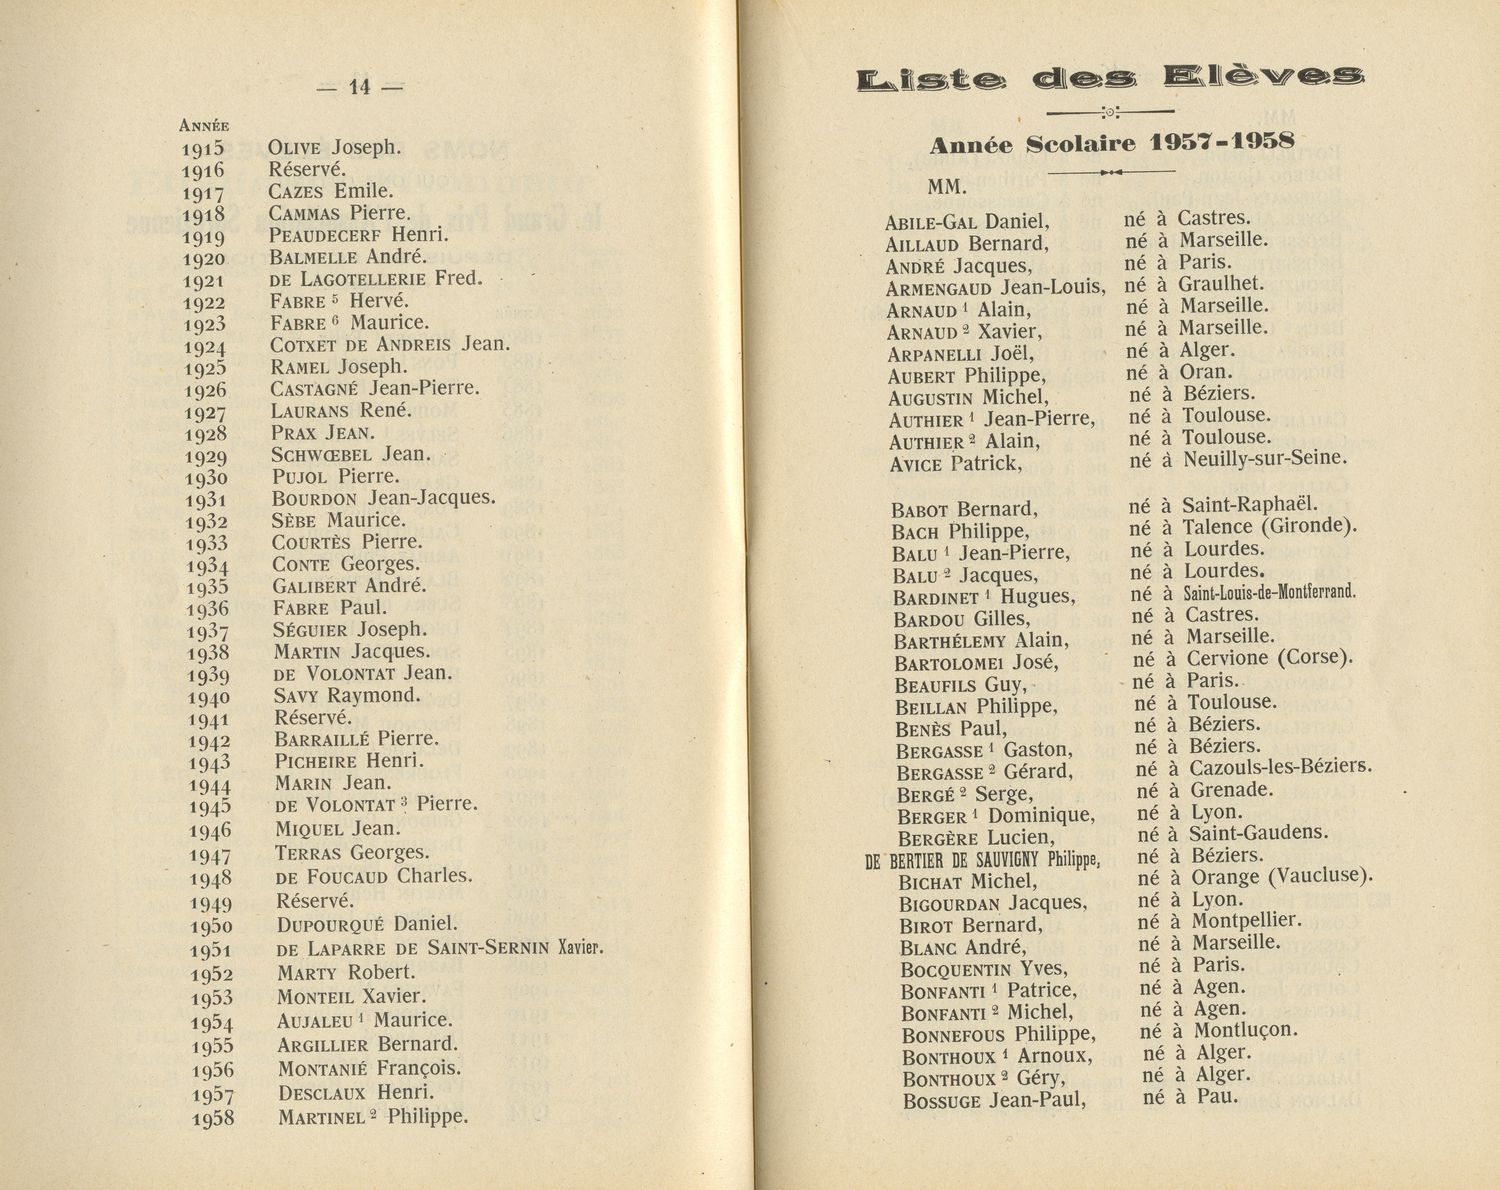 — 14 —
ANNÉE
1915 OLIVE Joseph.
1916 Réservé.
1917 CAZES Emile.
1918 CAMMAS Pierre.
1919 PEAUDECERF Henri.
1920 BALMELLE André.
1921 DE LAGOTELLERIE Fred.
1922 FABRE ⁵ Hervé.
1923 FABRE ⁶ Maurice.
1924 COTXET DE ANDREIS Jean.
1925 RAMEL Joseph.
1926 CASTAGNÉ Jean-Pierre.
1927 LAURANS René.
1928 PRAX JEAN.
1929 SCHWŒBEL Jean.
1930 PUJOL Pierre.
1931 BOURDON Jean-Jacques.
1932 SÈBE Maurice.
1933 COURTÈS Pierre.
1934 CONTE Georges.
1935 GALIBERT André.
1936 FABRE Paul.
1937 SÉGUIER Joseph.
1938 MARTIN Jacques.
1939 DE VOLONTAT Jean.
1940 SAVY Raymond.
1941 Réservé.
1942 BARRAILLÉ Pierre.
1943 PICHEIRE Henri.
1944 MARIN Jean.
1945 DE VOLONTAT ³ Pierre.
1946 MIQUEL Jean.
1947 TERRAS Georges.
1948 DE FOUCAUD Charles.
1949 Réservé.
1950 DUPOURQUÉ Daniel.
1951 DE LAPARRE DE SAINT-SERNIN Xavier.
1952 MARTY Robert.
1953 MONTEIL Xavier.
1954 AUJALEU ¹ Maurice.
1955 ARGILLIER Bernard.
1956 MONTANIÉ François.
1957 DESCLAUX Henri.
1958 MARTINEL ² Philippe.
Liste des Elèves
Année Scolaire 1957-1958
MM.
ABILE-GAL Daniel, né à Castres.
AILLAUD Bernard, né à Marseille.
ANDRÉ Jacques, né à Paris.
ARMENGAUD Jean-Louis, né à Graulhet.
ARNAUD ¹ Alain, né à Marseille.
ARNAUD ² Xavier, né à Marseille.
ARPANELLI Joël, né à Alger.
AUBERT Philippe, né à Oran.
AUGUSTIN Michel, né à Béziers.
AUTHIER ¹ Jean-Pierre, né à Toulouse.
AUTHIER ² Alain, né à Toulouse.
AVICE Patrick, né à Neuilly-sur-Seine.
BABOT Bernard, né à Saint-Raphaël.
BACH Philippe, né à Talence (Gironde).
BALU ¹ Jean-Pierre, né à Lourdes.
BALU ² Jacques, né à Lourdes.
BARDINET ¹ Hugues, né à Saint-Louis-de-Montferrand.
BARDOU Gilles, né à Castres.
BARTHÉLEMY Alain, né à Marseille.
BARTOLOMEI José, né à Cervione (Corse).
BEAUFILS Guy, né à Paris.
BEILLAN Philippe, né à Toulouse.
BENÈS Paul, né à Béziers.
BERGASSE ¹ Gaston, né à Béziers.
BERGASSE ² Gérard, né à Cazouls-les-Béziers.
BERGÉ ² Serge, né à Grenade.
BERGER ¹ Dominique, né à Lyon.
BERGÈRE Lucien, né à Saint-Gaudens.
DE BERTIER DE SAUVIGNY Philippe, né à Béziers.
BICHAT Michel, né à Orange (Vaucluse).
BIGOURDAN Jacques, né à Lyon.
BIROT Bernard, né à Montpellier.
BLANC André, né à Marseille.
BOCQUENTIN Yves, né à Paris.
BONFANTI ¹ Patrice, né à Agen.
BONFANTI ² Michel, né à Agen.
BONNEFOUS Philippe, né à Montluçon.
BONTHOUX ¹ Arnoux, né à Alger.
BONTHOUX ² Géry, né à Alger.
BOSSUGE Jean-Paul, né à Pau.